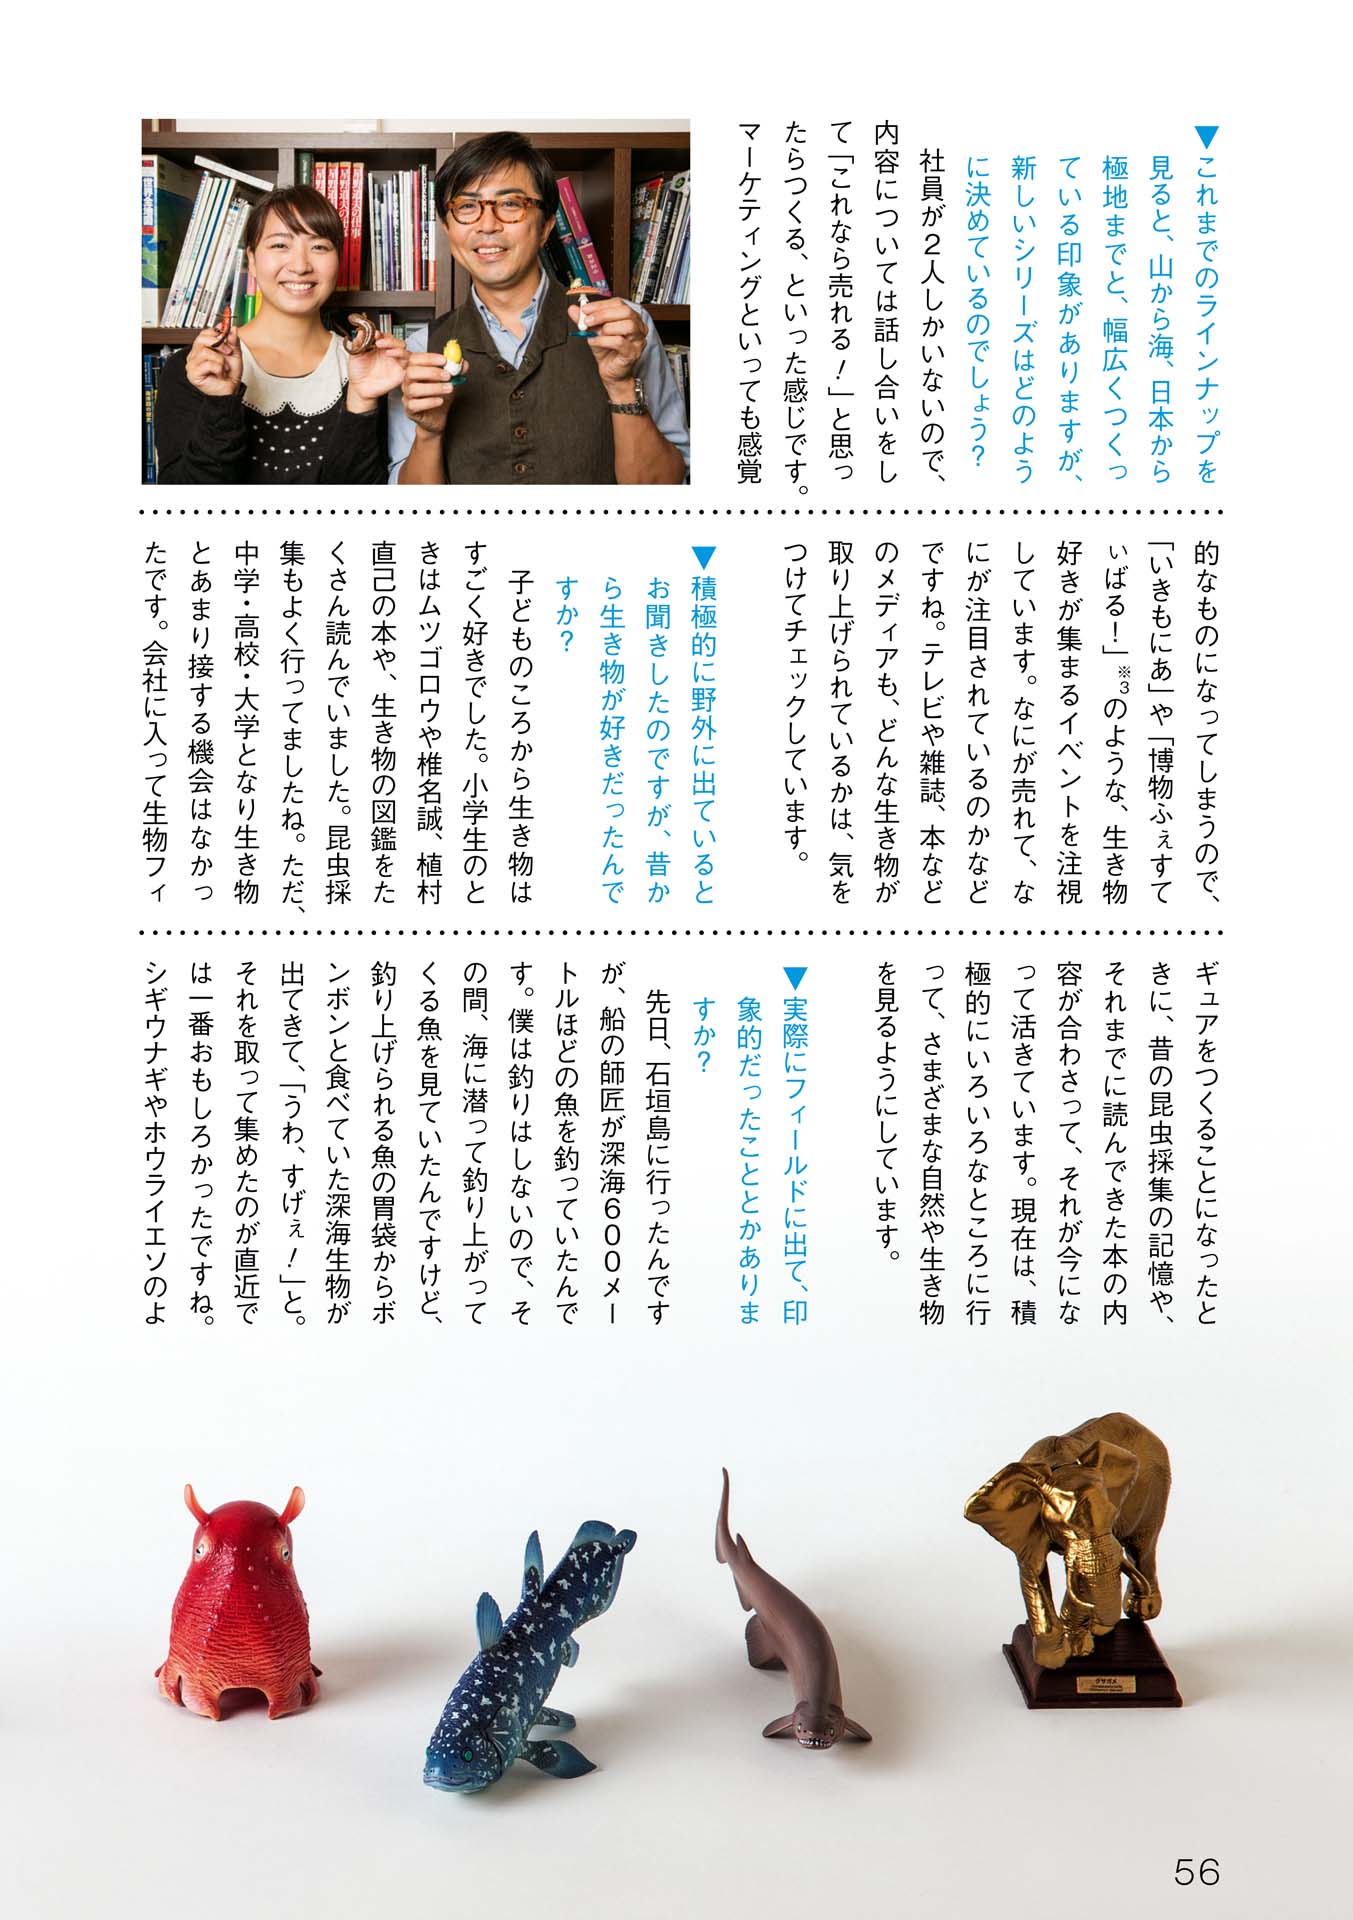 ▼これまでのラインナップを
見ると、山から海、日本から
極地までと、幅広くつくっ
ている印象がありますが、
新しいシリーズはどのよう
に決めているのでしょう？
社員が2人しかいないので、
内容については話し合いをし
て「これなら売れる！」と思っ
たらつくる、といった感じです。
マーケティングといっても感覚
的なものになってしまうので、
「いきもにあ」や「博物ふぇすて
ぃばる！」※3のような、生き物
好きが集まるイベントを注視
しています。なにが売れて、な
にが注目されているのかなど
ですね。テレビや雑誌、本など
のメディアも、どんな生き物が
取り上げられているかは、気を
つけてチェックしています。
▼積極的に野外に出ていると
お聞きしたのですが、昔か
ら生き物が好きだったんで
すか？
子どものころから生き物は
すごく好きでした。小学生のと
きはムツゴロウや椎名誠、植村
直己の本や、生き物の図鑑をた
くさん読んでいました。昆虫採
集もよく行ってましたね。ただ、
中学・高校・大学となり生き物
とあまり接する機会はなかっ
たです。会社に入って生物フィ
ギュアをつくることになったと
きに、昔の昆虫採集の記憶や、
それまでに読んできた本の内
容が合わさって、それが今にな
って活きています。現在は、積
極的にいろいろなところに行
って、さまざまな自然や生き物
を見るようにしています。
▼実際にフィールドに出て、印
象的だったこととかありま
すか？
先日、石垣島に行ったんです
が、船の師匠が深海600メー
トルほどの魚を釣っていたんで
す。僕は釣りはしないので、そ
の間、海に潜って釣り上がって
くる魚を見ていたんですけど、
釣り上げられる魚の胃袋からボ
ンボンと食べていた深海生物が
出てきて、「うわ、すげぇ！」と。
それを取って集めたのが直近で
は一番おもしろかったですね。
シギウナギやホウライエソのよ
クサガメ
56